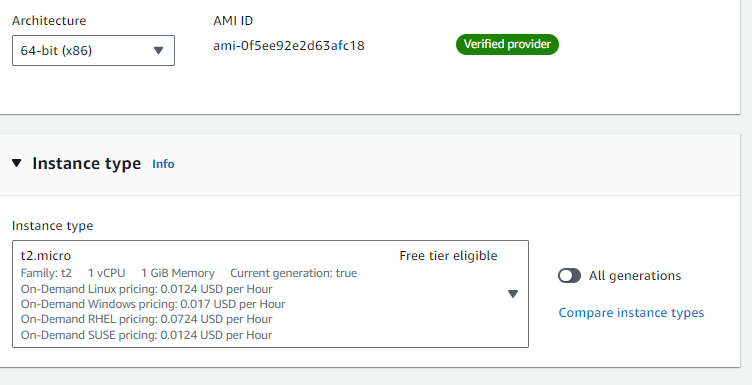 Architecture
AMI ID
64-bit (x86)
ami-0f5ee92e2d63afc18
Verified provider
Instance type
Info
Instance type
t2.micro
Free tier eligible
Family: t2 1 vCPU 1 GiB Memory Current generation: true
On-Demand Linux pricing: 0.0124 USD per Hour
On-Demand Windows pricing: 0.017 USD per Hour
On-Demand RHEL pricing: 0.0724 USD per Hour
On-Demand SUSE pricing: 0.0124 USD per Hour
All generations
Compare instance types